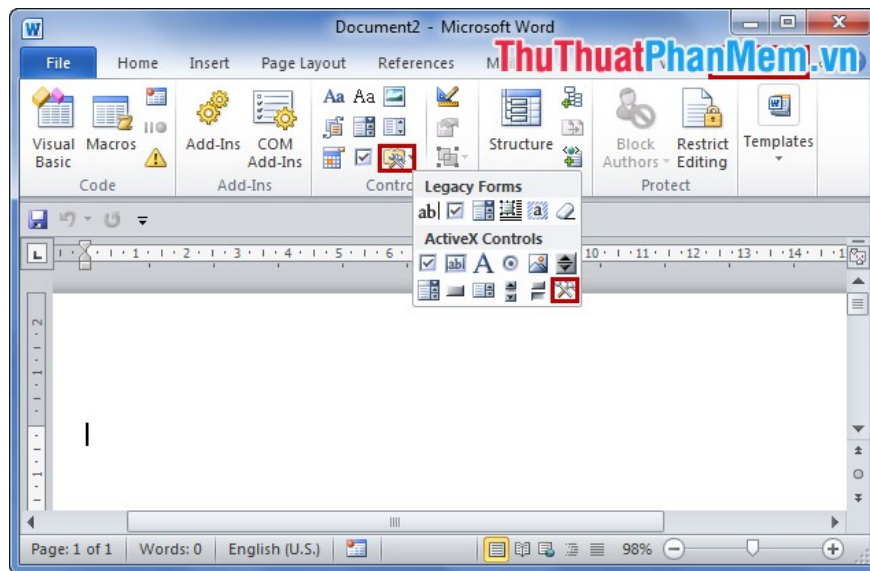 Document2 - Microsoft Word
ThuThuatPhanMem.vn
File Home Insert Page Layout References
Visual Basic
Macros
Add-Ins
COM Add-Ins
Aa Aa
Structure
Block Authors
Restrict Editing
Templates
Code
Add-Ins
Contro
Protect
Legacy Forms
ab|
a
ActiveX Controls
abl
A
L
1 2 3 4 5 6 10 11 12 13 14 1
2
1
1
Page: 1 of 1 Words: 0 English (U.S.) 98%